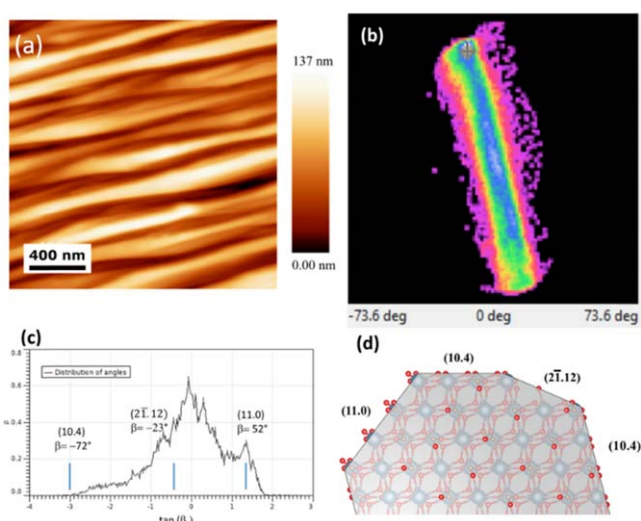 (a)
137 nm
400 nm
0.00 nm
(b)
-73.6 deg 0 deg 73.6 deg
(c)
Distribution of angles
(10.4)
β= -72°
(21̄.12)
β= -23°
(11.0)
β= 52°
0.8
0.6
0.4
0.2
0.0
ρ
-4 -3 -2 -1 0 1 2 3
(d)
(10.4)
(21̄.12)
(11.0)
(10.4)